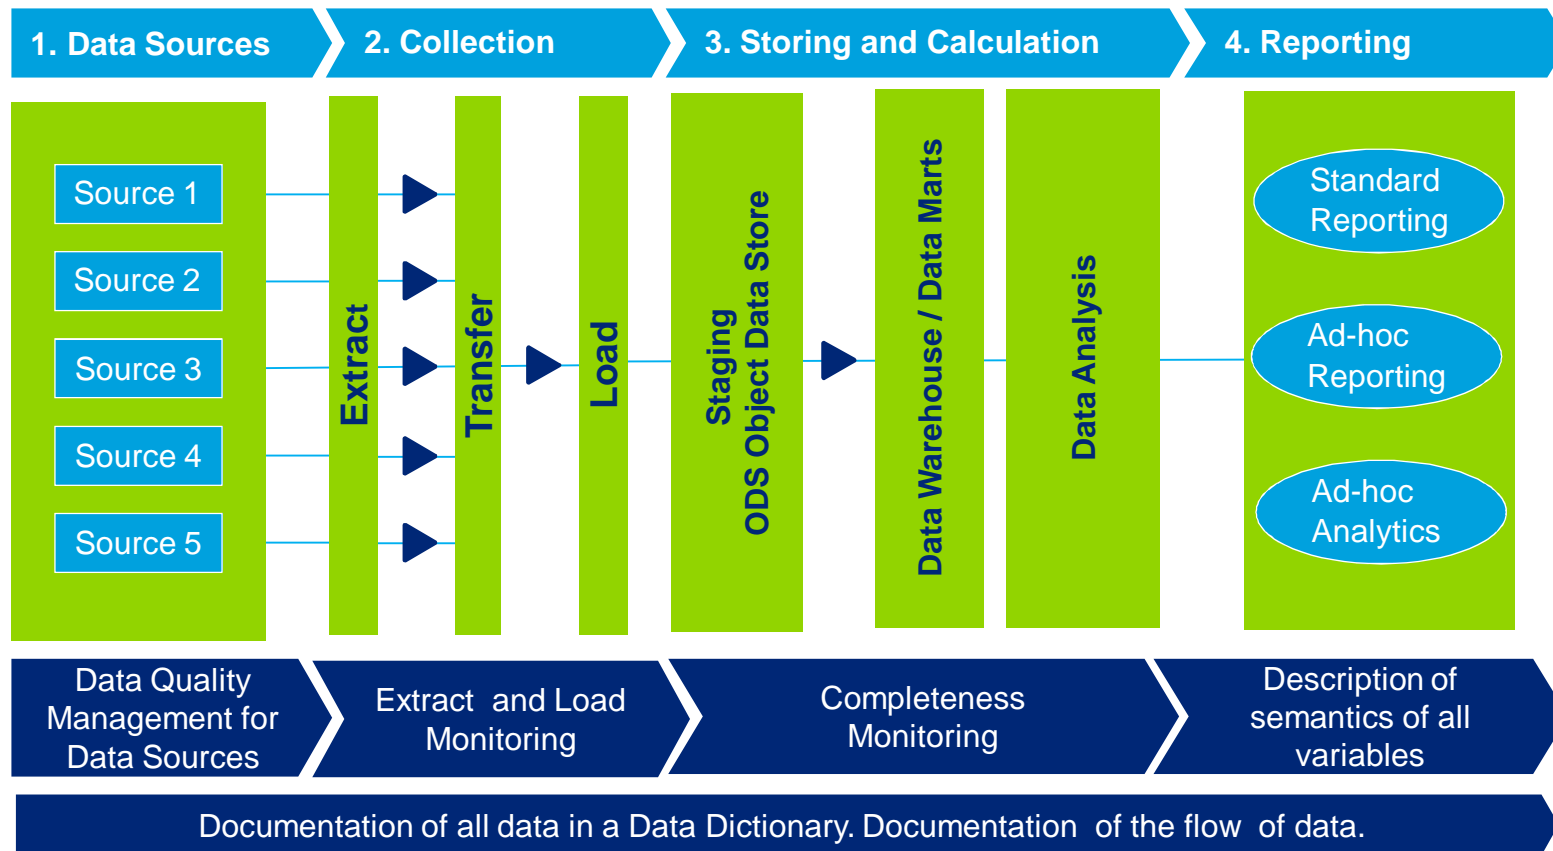 1. Data Sources
2. Collection
3. Storing and Calculation
4. Reporting
Source 1
Source 2
Source 3
Source 4
Source 5
Extract
Transfer
Load
Staging
ODS Object Data Store
Data Warehouse / Data Marts
Data Analysis
Standard
Reporting
Ad-hoc
Reporting
Ad-hoc
Analytics
Data Quality
Management for
Data Sources
Extract and Load
Monitoring
Completeness
Monitoring
Description of
semantics of all
variables
Documentation of all data in a Data Dictionary. Documentation of the flow of data.